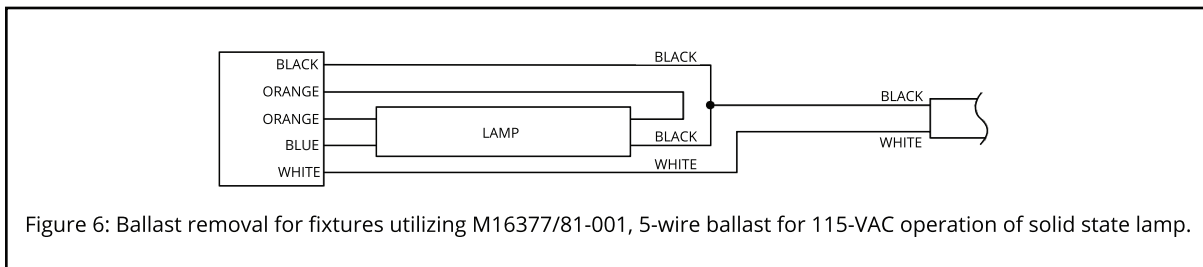 BLACK
BLACK
ORANGE
BLACK
ORANGE
LAMP
BLACK
BLUE
WHITE
WHITE
WHITE
Figure 6: Ballast removal for fixtures utilizing M16377/81-001, 5-wire ballast for 115-VAC operation of solid state lamp.